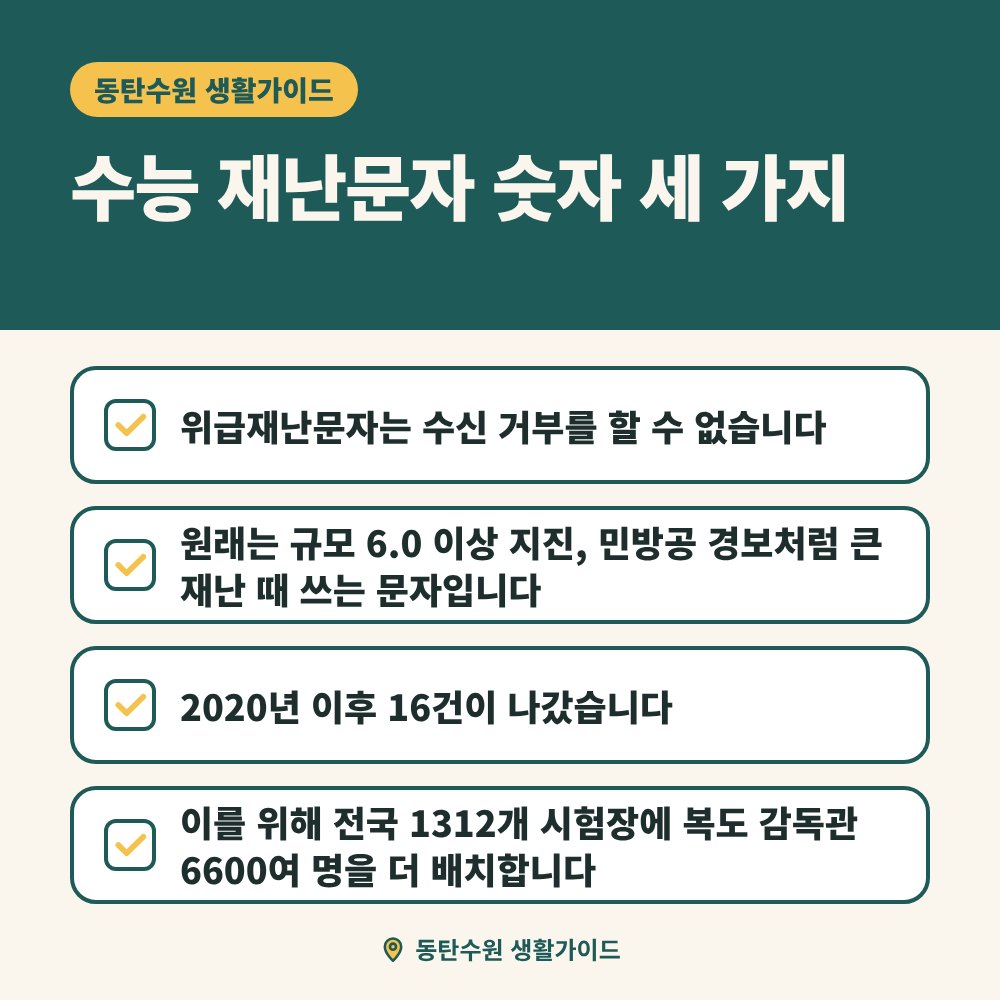 동탄수원 생활가이드
수능 재난문자 숫자 세 가지
위급재난문자는 수신 거부를 할 수 없습니다
원래는 규모 6.0 이상 지진, 민방공 경보처럼 큰
재난 때 쓰는 문자입니다
2020년 이후 16건이 나갔습니다
이를 위해 전국 1312개 시험장에 복도 감독관
6600여 명을 더 배치합니다
동탄수원 생활가이드